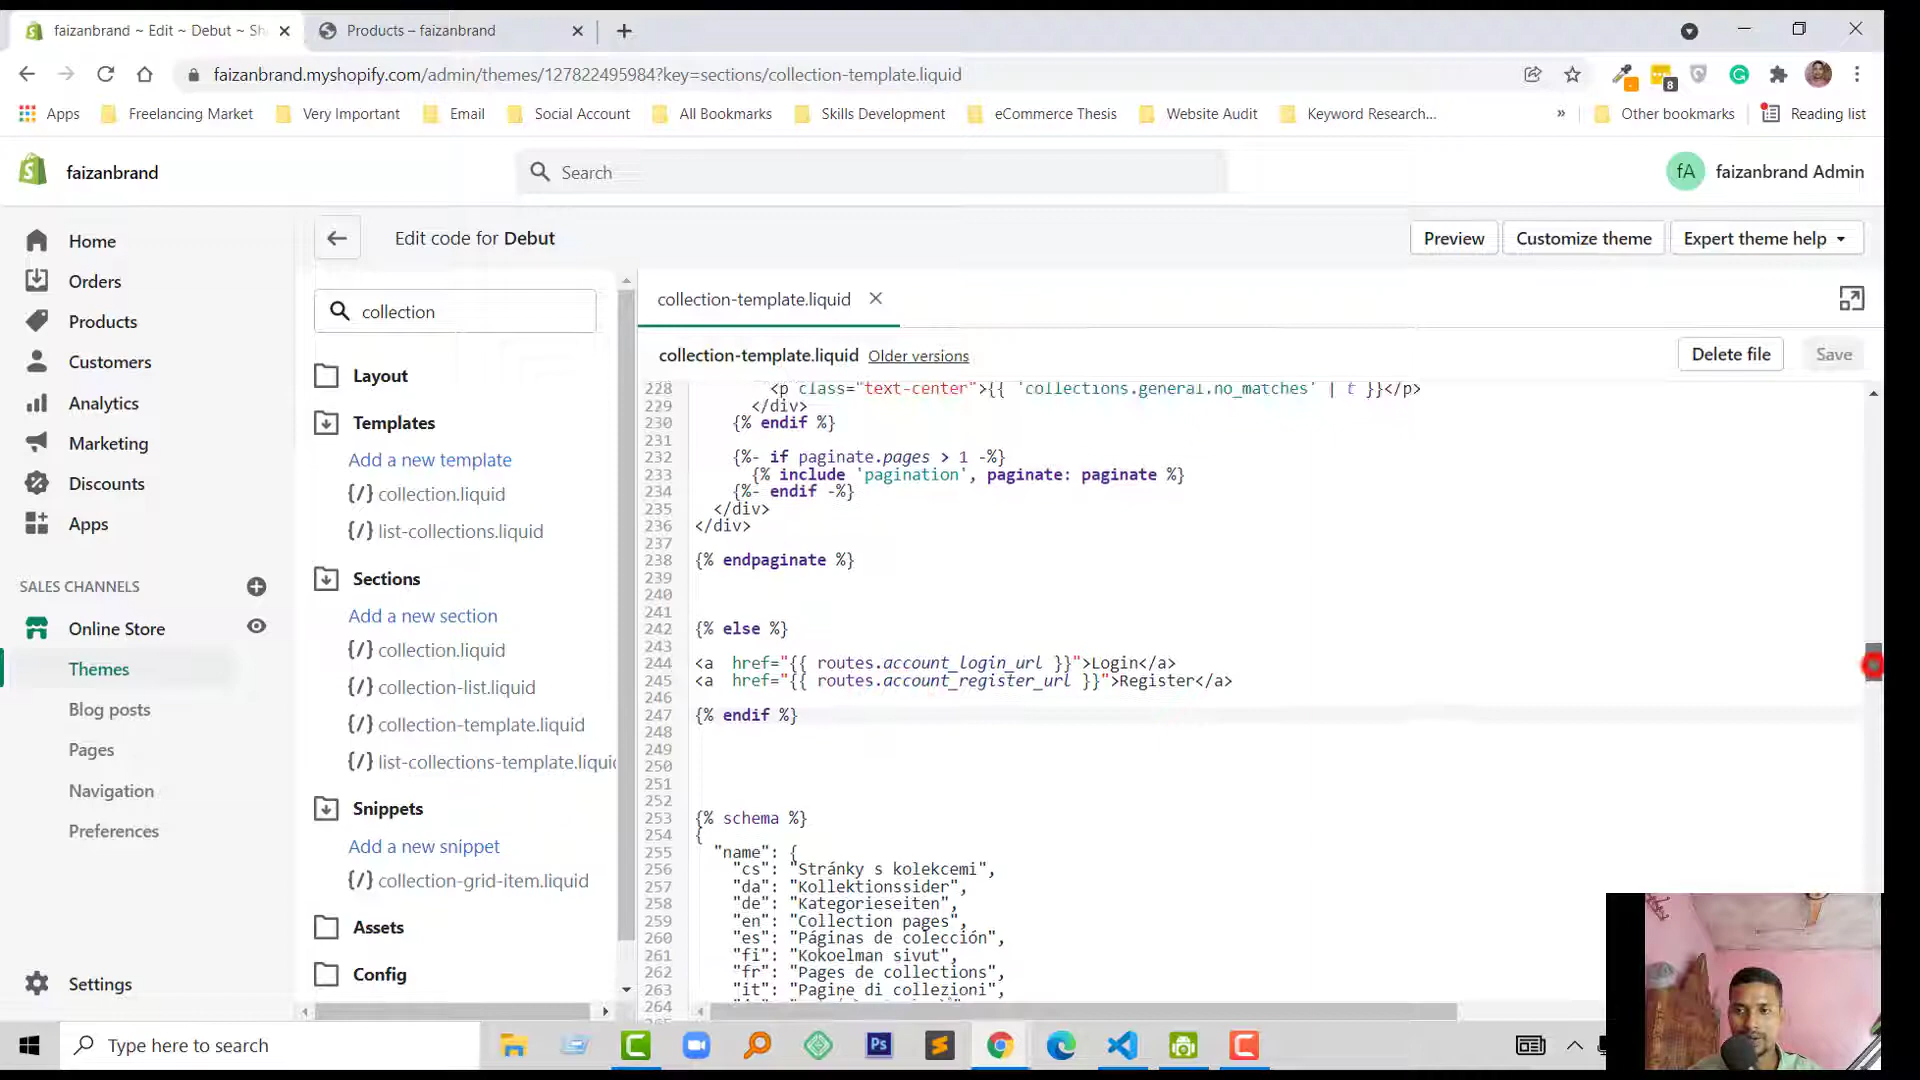 faizanbrand ~ Edit ~ Debut ~ Sh
Products – faizanbrand
faizanbrand.myshopify.com/admin/themes/127822495984?key=sections/collection-template.liquid
8
Apps
Freelancing Market
Very Important
Email
Social Account
All Bookmarks
Skills Development
eCommerce Thesis
Website Audit
Keyword Research...
»
Other bookmarks
Reading list
faizanbrand
Search
fA
faizanbrand Admin
Home
Orders
Products
Customers
Analytics
Marketing
Discounts
Apps
SALES CHANNELS
Online Store
Themes
Blog posts
Pages
Navigation
Preferences
Settings
Edit code for Debut
Preview
Customize theme
Expert theme help
collection
Layout
Templates
Add a new template
{/} collection.liquid
{/} list-collections.liquid
Sections
Add a new section
{/} collection.liquid
{/} collection-list.liquid
{/} collection-template.liquid
{/} list-collections-template.liquid
Snippets
Add a new snippet
{/} collection-grid-item.liquid
Assets
Config
collection-template.liquid
collection-template.liquid Older versions
Delete file
Save
228 <p class="text-center">{{ 'collections.general.no_matches' | t }}</p>
229 </div>
230 {% endif %}
231
232 {%- if paginate.pages > 1 -%}
233 {% include 'pagination', paginate: paginate %}
234 {%- endif -%}
235 </div>
236 </div>
237
238 {% endpaginate %}
239
240
241
242 {% else %}
243
244 <a href="{{ routes.account_login_url }}">Login</a>
245 <a href="{{ routes.account_register_url }}">Register</a>
246
247 {% endif %}
248
249
250
251
252
253 {% schema %}
254 {
255 "name": {
256 "cs": "Stránky s kolekcemi",
257 "da": "Kollektionssider",
258 "de": "Kategorieseiten",
259 "en": "Collection pages",
260 "es": "Páginas de colección",
261 "fi": "Kokoelman sivut",
262 "fr": "Pages de collections",
263 "it": "Pagine di collezioni",
264
Type here to search
Ps